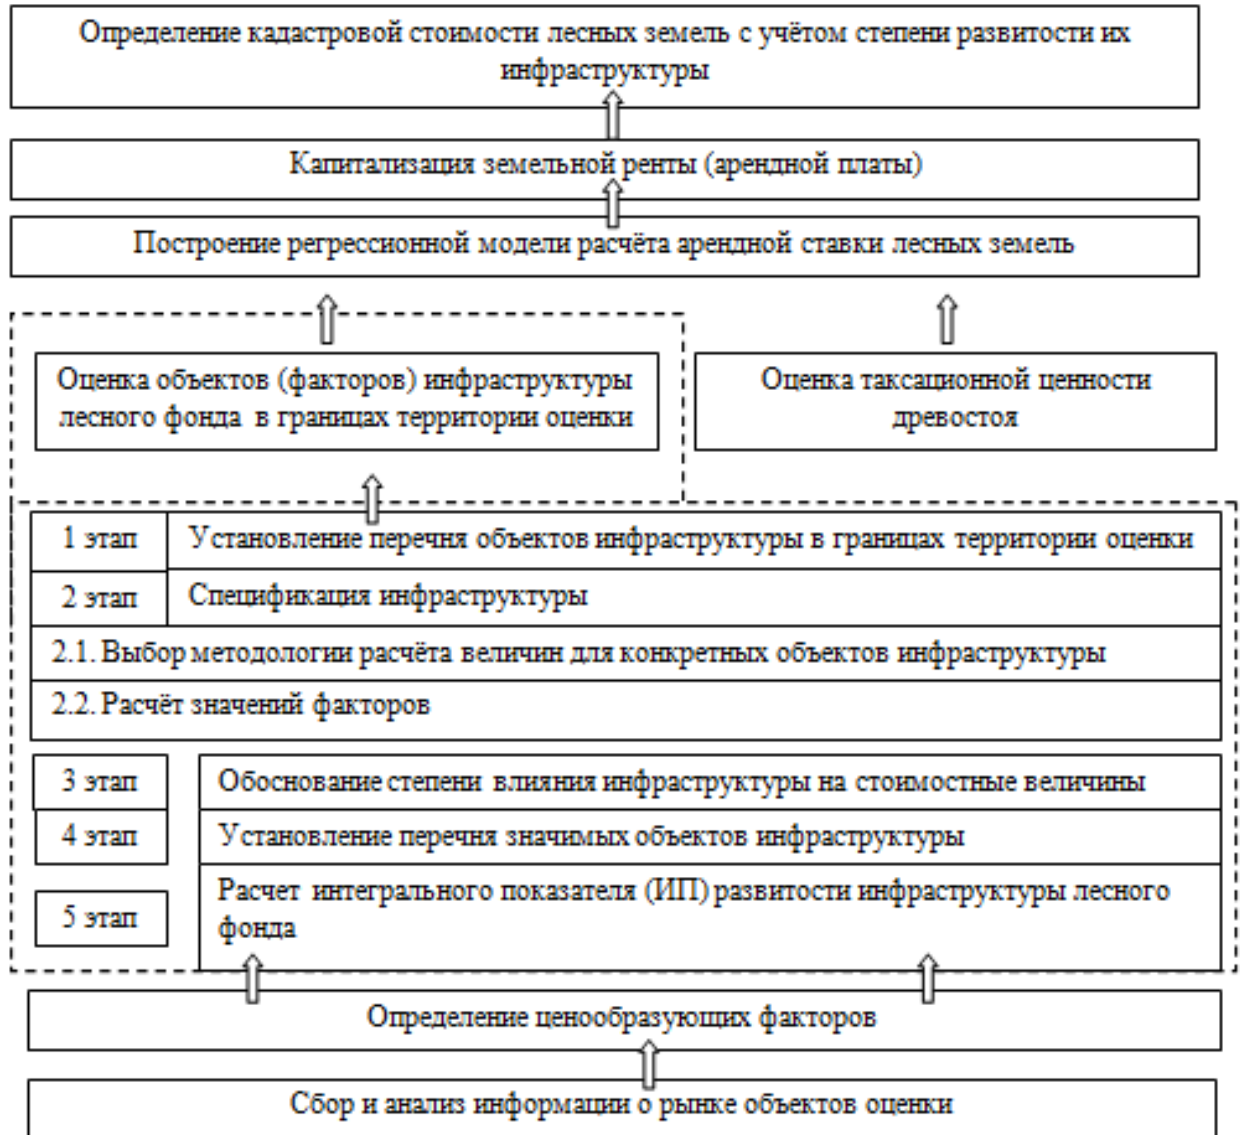 Определение кадастровой стоимости лесных земель с учётом степени развитости их
инфраструктуры
Капитализация земельной ренты (арендной платы)
Построение регрессионной модели расчёта арендной ставки лесных земель
Оценка объектов (факторов) инфраструктуры
лесного фонда в границах территории оценки
Оценка таксационной ценности
древостоя
1 этап
Установление перечня объектов инфраструктуры в границах территории оценки
2 этап
Спецификация инфраструктуры
2.1. Выбор методологии расчёта величин для конкретных объектов инфраструктуры
2.2. Расчёт значений факторов
3 этап
Обоснование степени влияния инфраструктуры на стоимостные величины
4 этап
Установление перечня значимых объектов инфраструктуры
5 этап
Расчет интегрального показателя (ИП) развитости инфраструктуры лесного
фонда
Определение ценообразующих факторов
Сбор и анализ информации о рынке объектов оценки